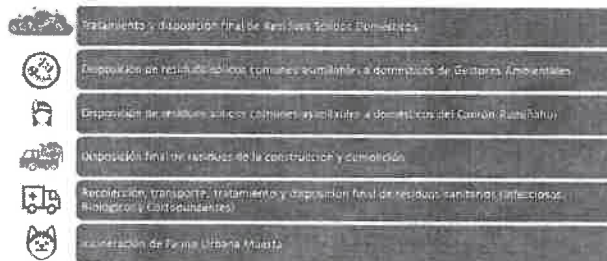 Tratamiento y disposición final de Residuos Sólidos Domésticos
Disposición de residuos sólidos comunes asimilables a domésticos de Gestores Ambientales
Disposición de residuos sólidos comunes asimilables a domésticos del Cantón Rumiñahui
Disposición final de residuos de la construcción y demolición
Recolección, transporte, tratamiento y disposición final de residuos sanitarios (Infecciosos,
Biológicos y Cortopunzantes)
Incineración de Fauna Urbana Muerta